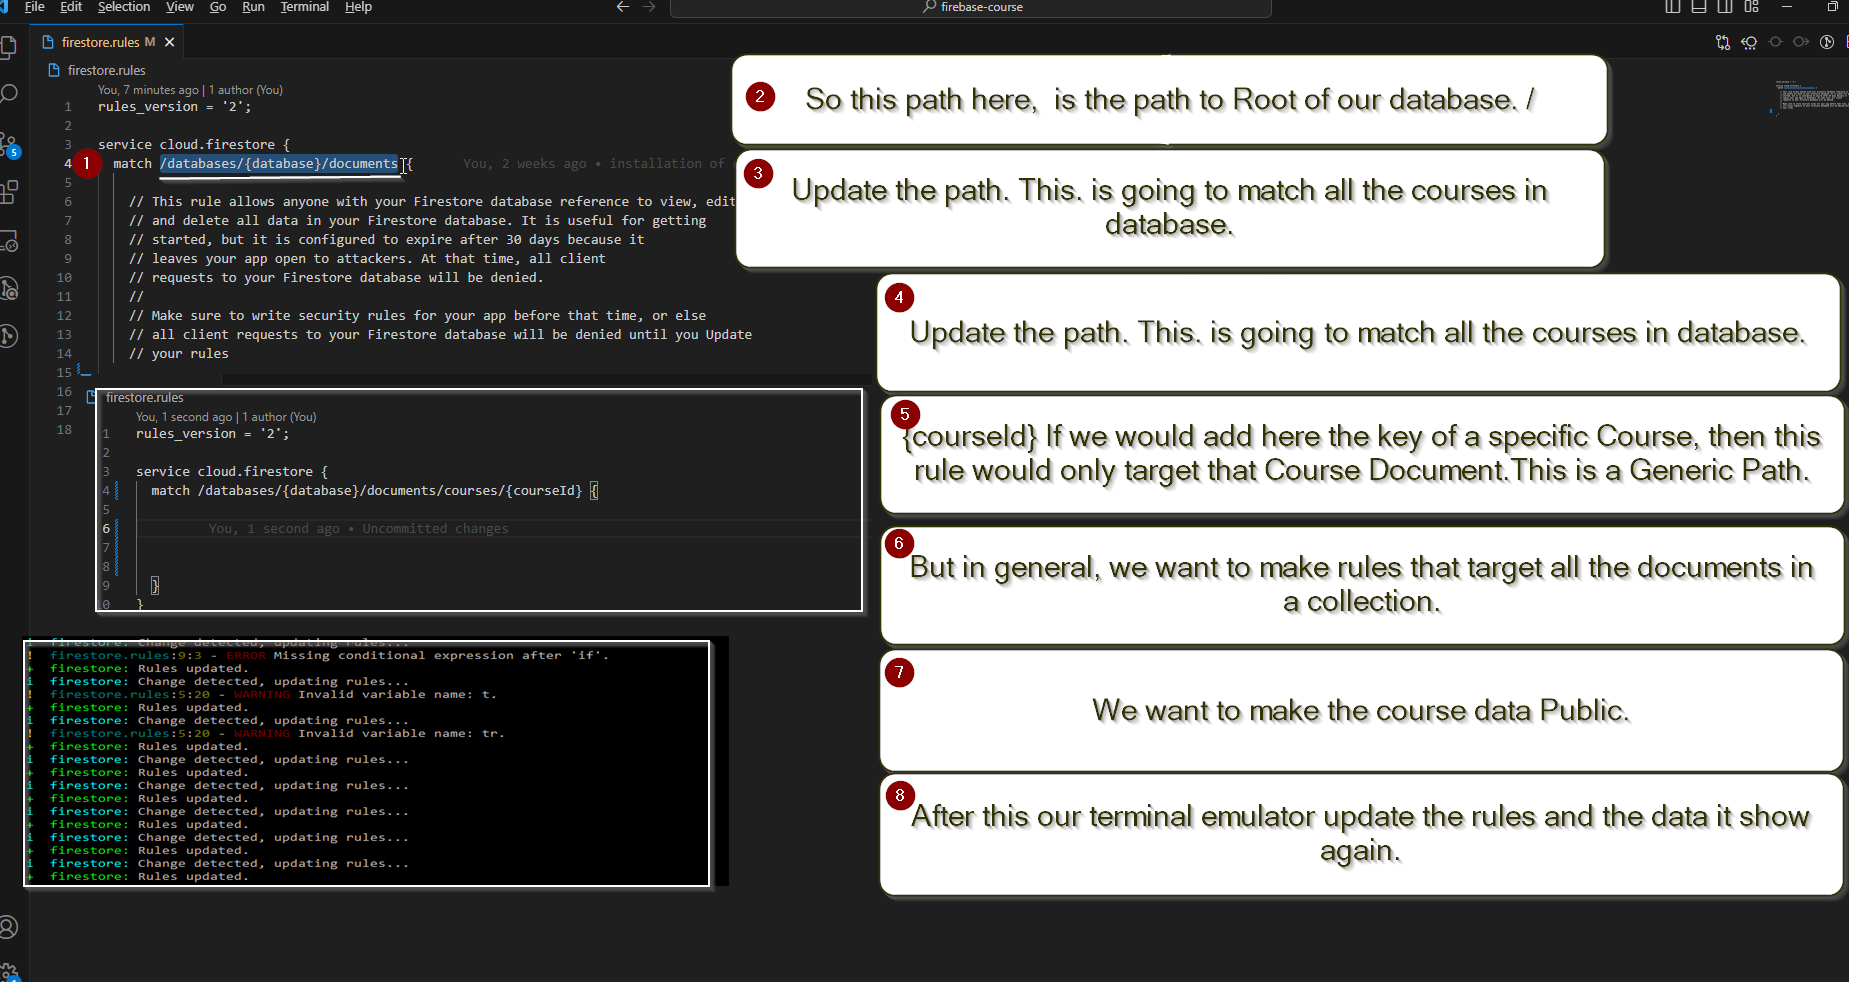 File Edit Selection View Go Run Terminal Help
firebase-course
firestore.rules M
firestore.rules
You, 7 minutes ago | 1 author (You)
1 rules_version = '2';
2
3 service cloud.firestore {
4 match /databases/{database}/documents {
You, 2 weeks ago • installation of
5
6 // This rule allows anyone with your Firestore database reference to view, edit
7 // and delete all data in your Firestore database. It is useful for getting
8 // started, but it is configured to expire after 30 days because it
9 // leaves your app open to attackers. At that time, all client
10 // requests to your Firestore database will be denied.
11 //
12 // Make sure to write security rules for your app before that time, or else
13 // all client requests to your Firestore database will be denied until you Update
14 // your rules
15
16
17
18
1
5
firestore.rules
You, 1 second ago | 1 author (You)
1 rules_version = '2';
2
3 service cloud.firestore {
4 match /databases/{database}/documents/courses/{courseId} {
5
6 You, 1 second ago • Uncommitted changes
7
8
9 }
10 }
i firestore: Change detected, updating rules...
! firestore.rules:9:3 - ERROR Missing conditional expression after 'if'.
+ firestore: Rules updated.
i firestore: Change detected, updating rules...
! firestore.rules:5:20 - WARNING Invalid variable name: t.
+ firestore: Rules updated.
i firestore: Change detected, updating rules...
! firestore.rules:5:20 - WARNING Invalid variable name: tr.
+ firestore: Rules updated.
i firestore: Change detected, updating rules...
+ firestore: Rules updated.
i firestore: Change detected, updating rules...
+ firestore: Rules updated.
i firestore: Change detected, updating rules...
+ firestore: Rules updated.
i firestore: Change detected, updating rules...
+ firestore: Rules updated.
i firestore: Change detected, updating rules...
+ firestore: Rules updated.
2
So this path here, is the path to Root of our database. /
3
Update the path. This. is going to match all the courses in
database.
4
Update the path. This. is going to match all the courses in database.
5
{courseId} If we would add here the key of a specific Course, then this
rule would only target that Course Document.This is a Generic Path.
6
But in general, we want to make rules that target all the documents in
a collection.
7
We want to make the course data Public.
8
After this our terminal emulator update the rules and the data it show
again.